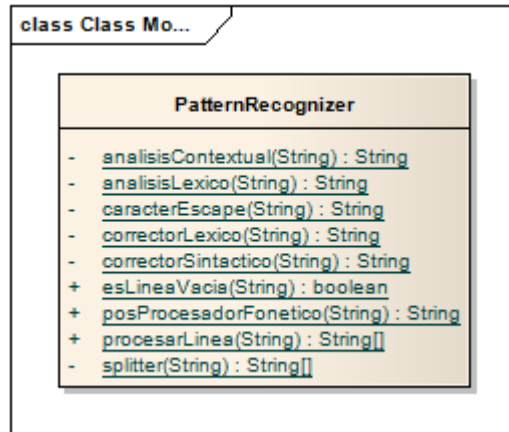 class Class Mo...
PatternRecognizer
- analisisContextual(String) : String
- analisisLexico(String) : String
- caracterEscape(String) : String
- correctorLexico(String) : String
- correctorSintactico(String) : String
+ esLineaVacia(String) : boolean
+ posProcesadorFonetico(String) : String
+ procesarLinea(String) : String[]
- splitter(String) : String[]